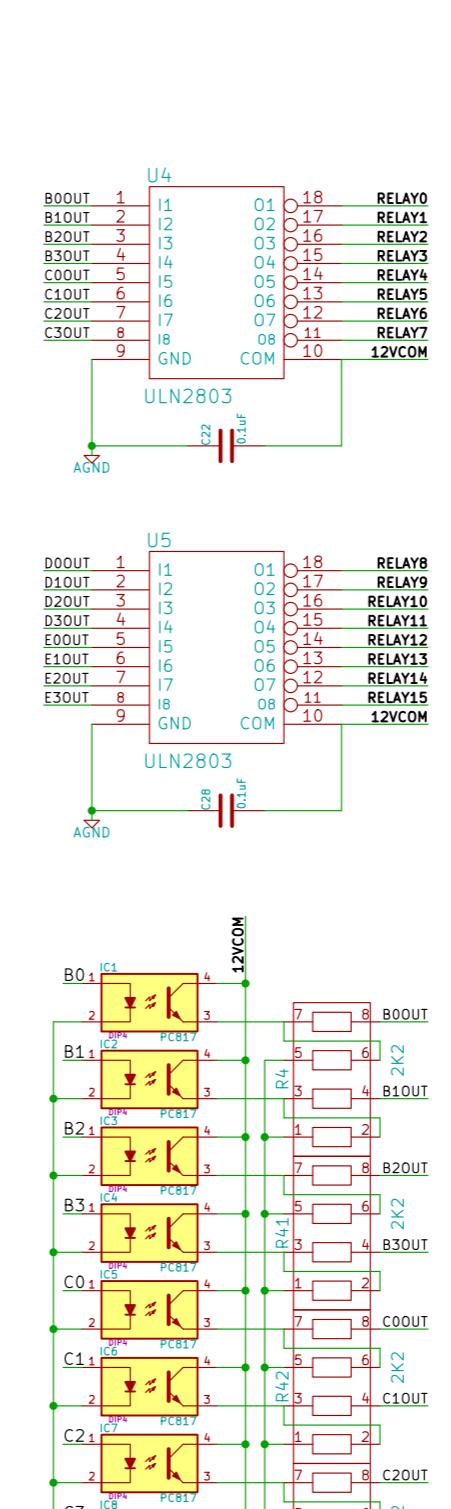 U4
B0OUT 1 I1 O1 18 RELAY0
B1OUT 2 I2 O2 17 RELAY1
B2OUT 3 I3 O3 16 RELAY2
B3OUT 4 I4 O4 15 RELAY3
C0OUT 5 I5 O5 14 RELAY4
C1OUT 6 I6 O6 13 RELAY5
C2OUT 7 I7 O7 12 RELAY6
C3OUT 8 I8 O8 11 RELAY7
9 GND COM 10 12VCOM
ULN2803
C22 0.1uF
AGND
U5
D0OUT 1 I1 O1 18 RELAY8
D1OUT 2 I2 O2 17 RELAY9
D2OUT 3 I3 O3 16 RELAY10
D3OUT 4 I4 O4 15 RELAY11
E0OUT 5 I5 O5 14 RELAY12
E1OUT 6 I6 O6 13 RELAY13
E2OUT 7 I7 O7 12 RELAY14
E3OUT 8 I8 O8 11 RELAY15
9 GND COM 10 12VCOM
ULN2803
C28 0.1uF
AGND
12VCOM
IC1
B0 1 4
2 3 7 8 B0OUT
DIP4 PC817
IC2
B1 1 4 5 6
R4 2K2
2 3 3 4 B1OUT
DIP4 PC817
IC3
B2 1 4 1 2
2 3 7 8 B2OUT
DIP4 PC817
IC4
B3 1 4 5 6
R41 2K2
2 3 3 4 B3OUT
DIP4 PC817
IC5
C0 1 4 1 2
2 3 7 8 C0OUT
DIP4 PC817
IC6
C1 1 4 5 6
R42 2K2
2 3 3 4 C1OUT
DIP4 PC817
IC7
C2 1 4 1 2
2 3 7 8 C2OUT
DIP4 PC817
IC8